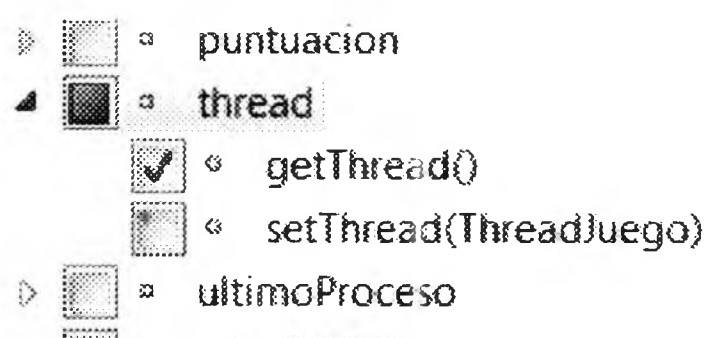 puntuacion
thread
getThread()
setThread(ThreadJuego)
ultimoProceso